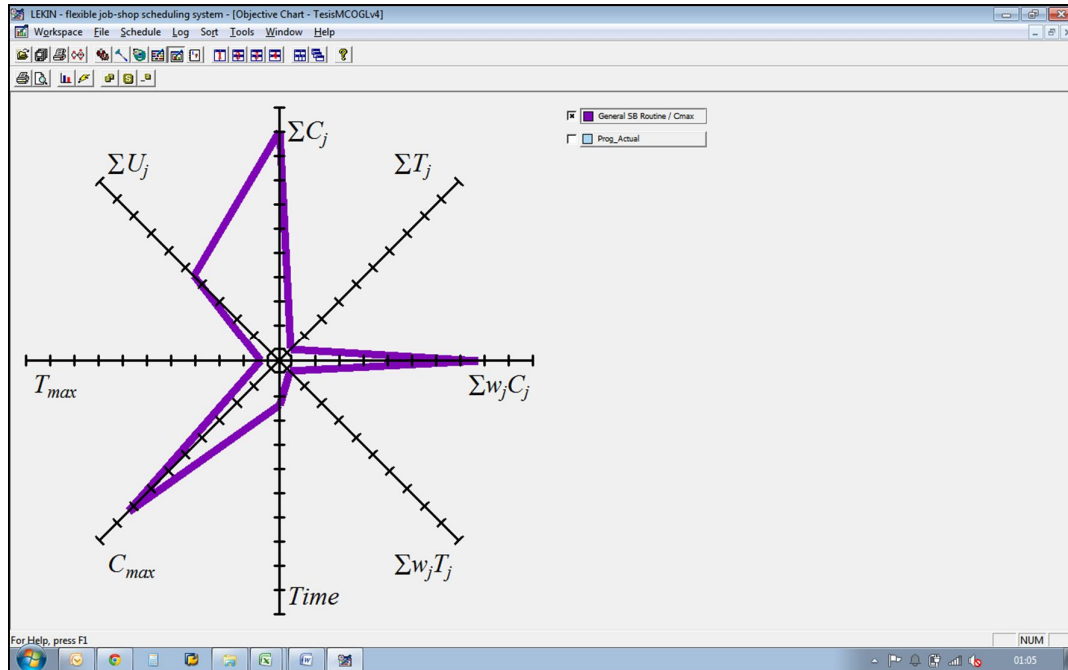 LEKIN - flexible job-shop scheduling system - [Objective Chart - TesisMCOGLv4]
Workspace File Schedule Log Sort Tools Window Help
General SB Routine / Cmax
Prog_Actual
ΣCj
ΣUj
ΣTj
Tmax
ΣwjCj
Cmax
ΣwjTj
Time
For Help, press F1
NUM
01:05